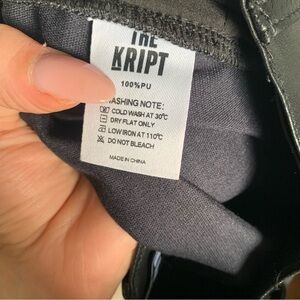 THE
KRIPT
100%PU
ASHING NOTE:
COLD WASH AT 30°C
DRY FLAT ONLY
LOW IRON AT 110°C
DO NOT BLEACH
MADE IN CHINA